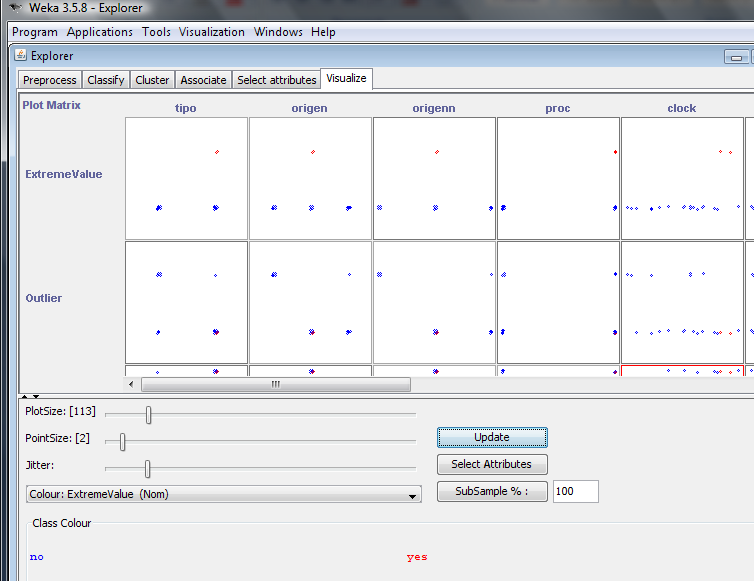 Weka 3.5.8 - Explorer
Program Applications Tools Visualization Windows Help
Explorer
Preprocess Classify Cluster Associate Select attributes Visualize
Plot Matrix tipo origen origenn proc clock
ExtremeValue
Outlier
PlotSize: [113]
PointSize: [2] Update
Jitter: Select Attributes
Colour: ExtremeValue (Nom) SubSample % : 100
Class Colour
no yes